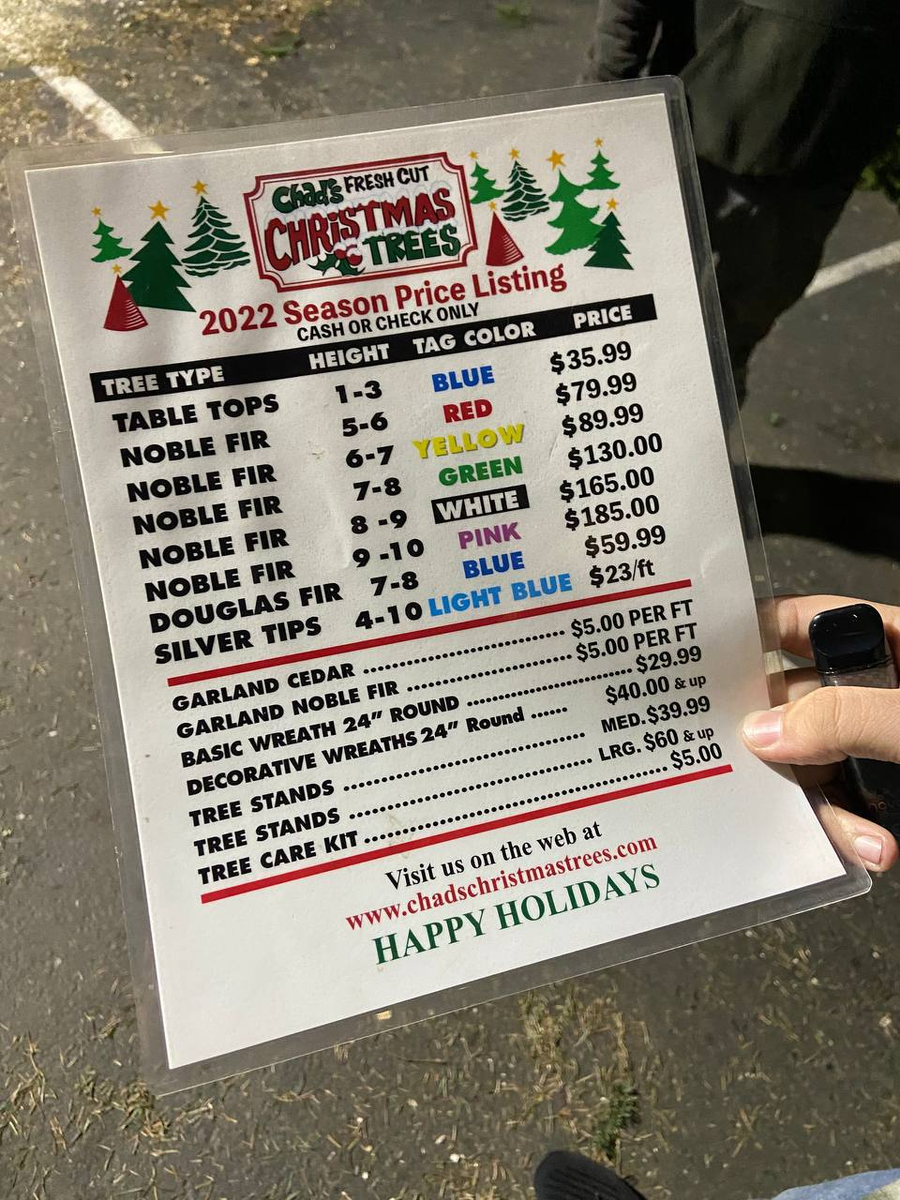 Chad's FRESH CUT
CHRISTMAS
TREES
2022 Season Price Listing
CASH OR CHECK ONLY
TREE TYPE HEIGHT TAG COLOR PRICE
TABLE TOPS 1-3 BLUE $35.99
NOBLE FIR 5-6 RED $79.99
NOBLE FIR 6-7 YELLOW $89.99
NOBLE FIR 7-8 GREEN $130.00
NOBLE FIR 8-9 WHITE $165.00
NOBLE FIR 9-10 PINK $185.00
DOUGLAS FIR 7-8 BLUE $59.99
SILVER TIPS 4-10 LIGHT BLUE $23/ft
GARLAND CEDAR ........................ $5.00 PER FT
GARLAND NOBLE FIR ........................ $5.00 PER FT
BASIC WREATH 24" ROUND ........................ $29.99
DECORATIVE WREATHS 24" Round ...... $40.00 & up
TREE STANDS ........................ MED. $39.99
TREE STANDS ........................ LRG. $60 & up
TREE CARE KIT ........................ $5.00
Visit us on the web at
www.chadschristmastrees.com
HAPPY HOLIDAYS